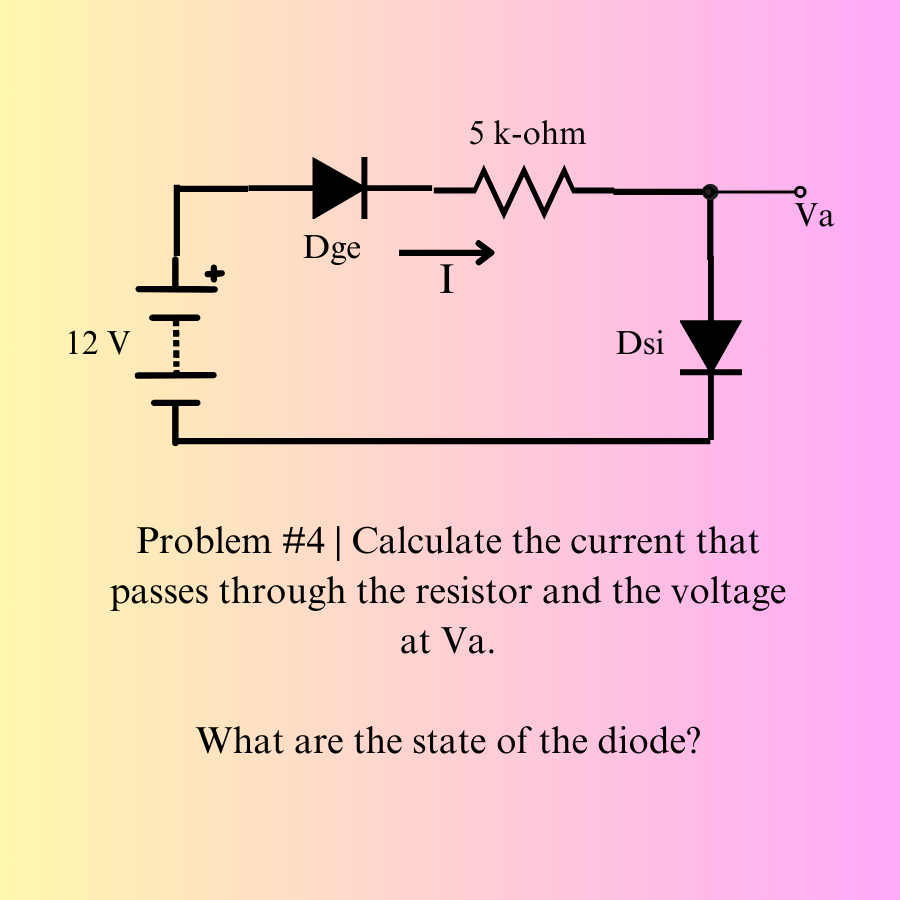 5 k-ohm
Va
Dge
+
I
12 V
Dsi
Problem #4 | Calculate the current that
passes through the resistor and the voltage
at Va.
What are the state of the diode?